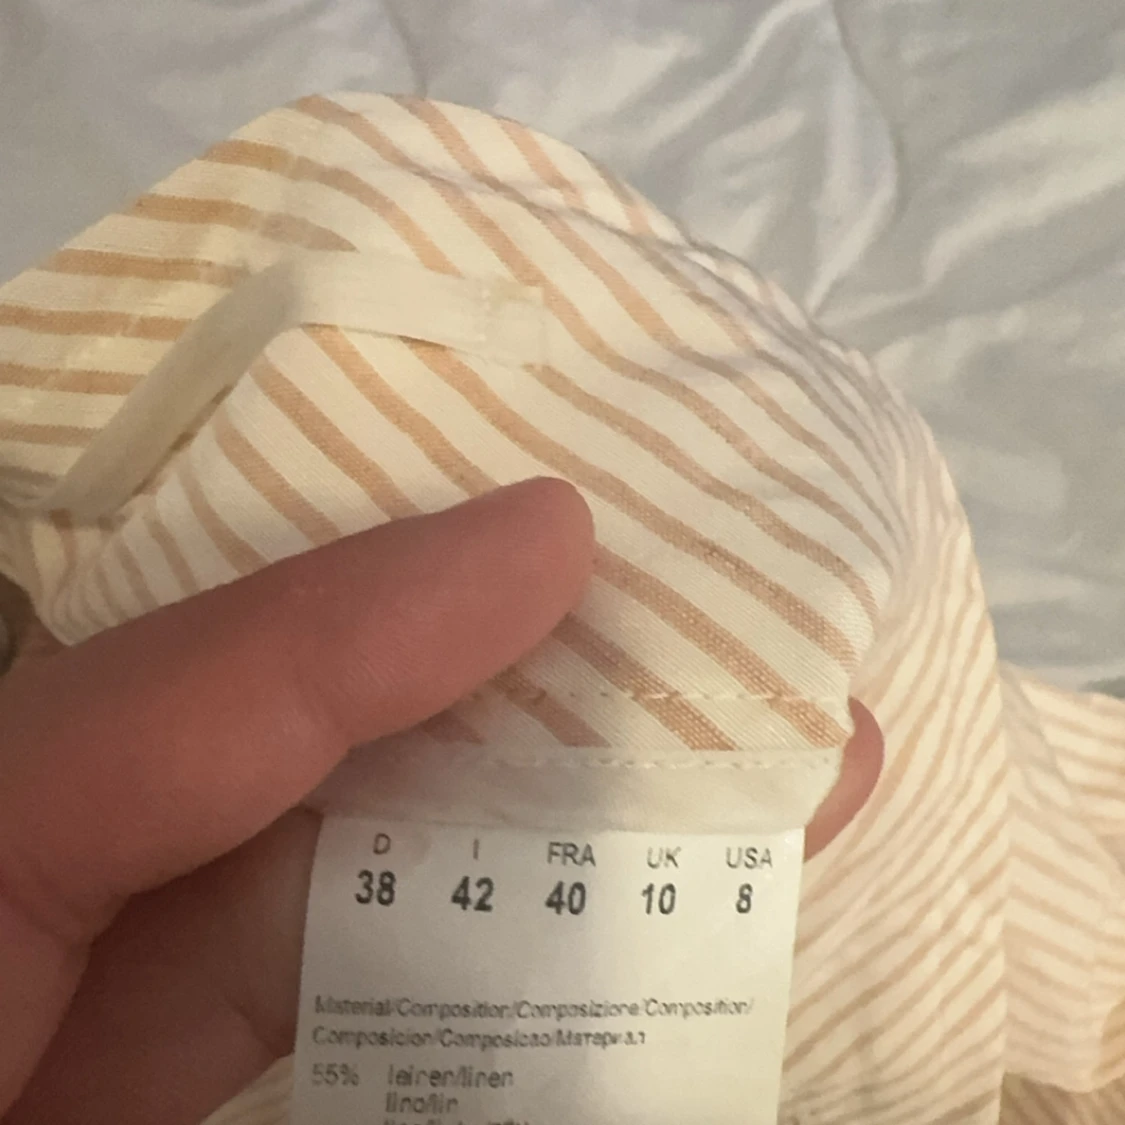 D I FRA UK USA
38 42 40 10 8
Material/Composition/Composizione/Composition/
Composicion/Composicao/Материал
55% leinen/linen
lino/lin